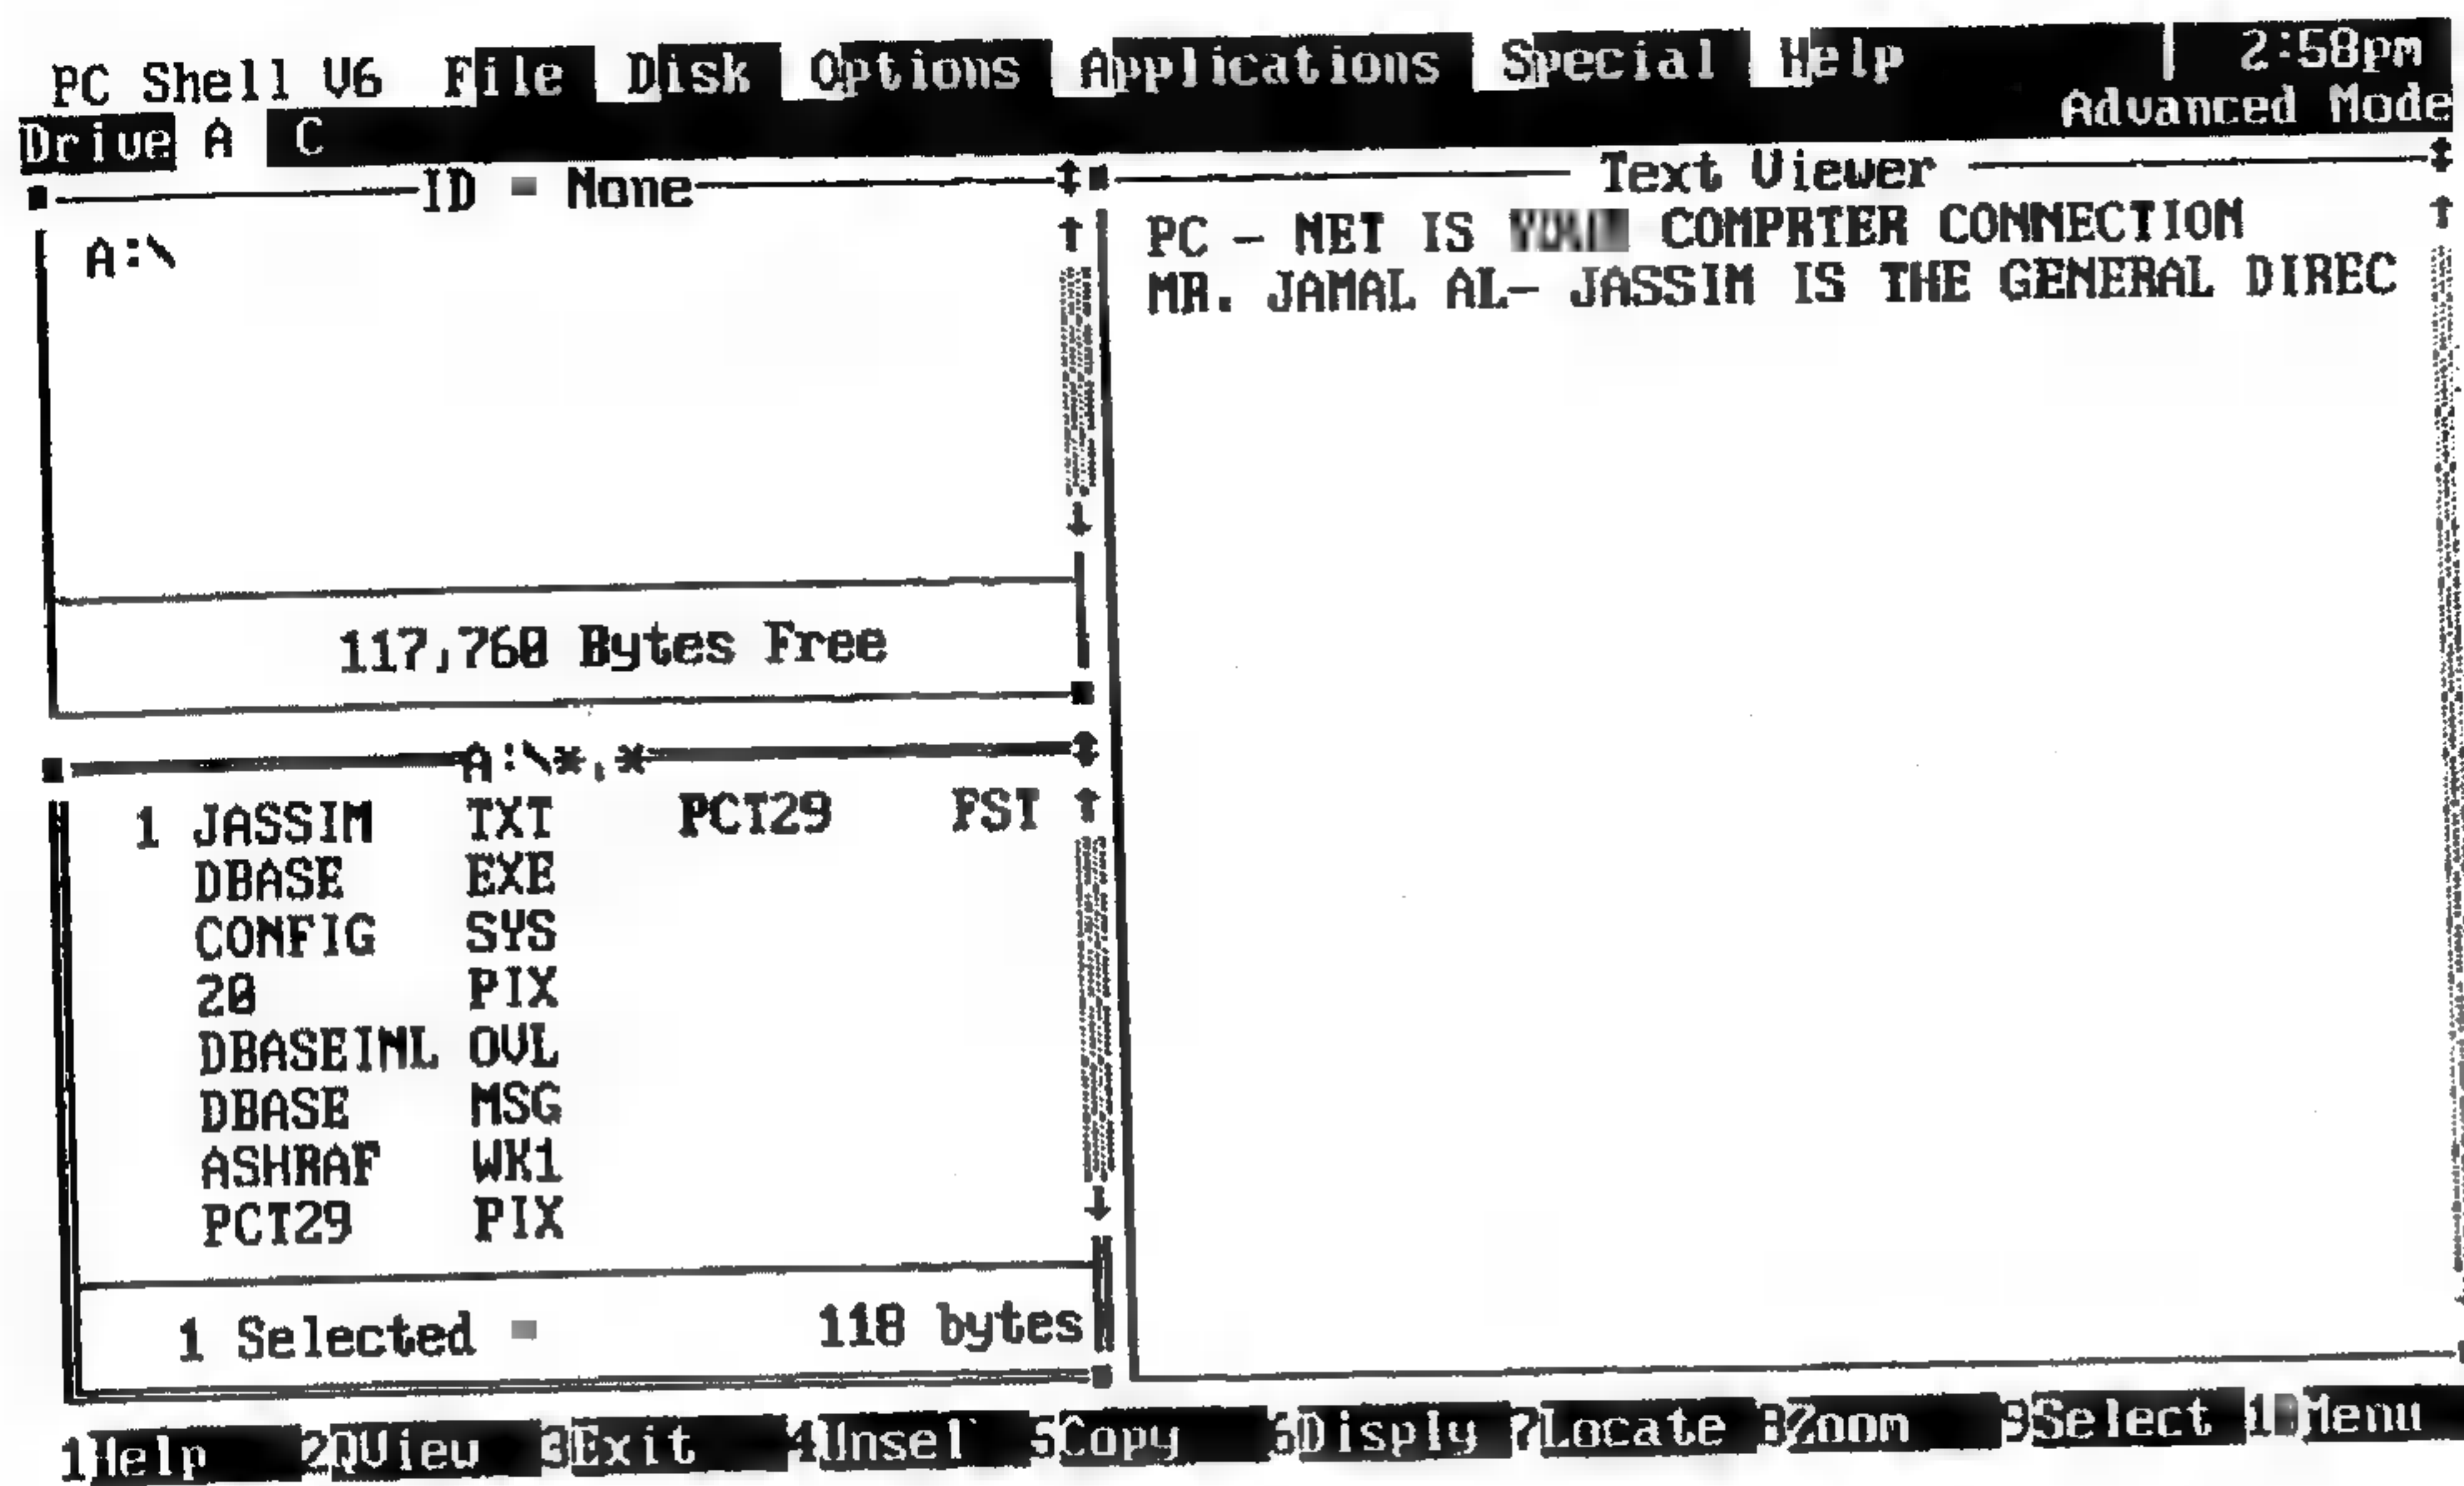 PC Shell V6 File Disk Options Applications Special Help 2:58pm
Drive A C Advanced Mode
ID = None
A:\
117,760 Bytes Free
A:\*.*
1 JASSIM TXT PCT29 FST
DBASE EXE
CONFIG SYS
20 PIX
DBASEINL OVL
DBASE MSG
ASHRAF WK1
PCT29 PIX
1 Selected = 118 bytes
Text Viewer
PC - NET IS COMPRTER CONNECTION
MR. JAMAL AL- JASSIM IS THE GENERAL DIREC
1Help 2QView 3Exit 4Unsel 5Copy 6Disply 7Locate 8Zoom 9Select 10Menu